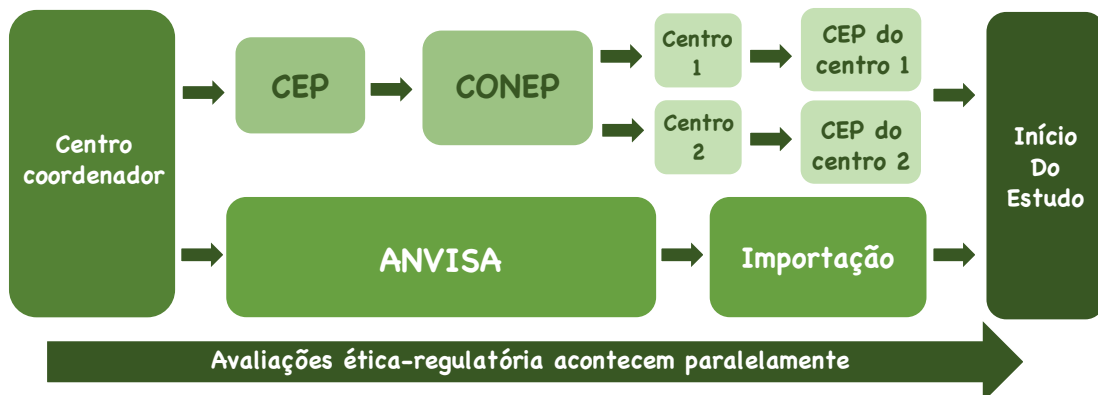 Centro
coordenador
CEP
CONEP
Centro
1
CEP do
centro 1
Centro
2
CEP do
centro 2
ANVISA
Importação
Início
Do
Estudo
Avaliações ética-regulatória acontecem paralelamente